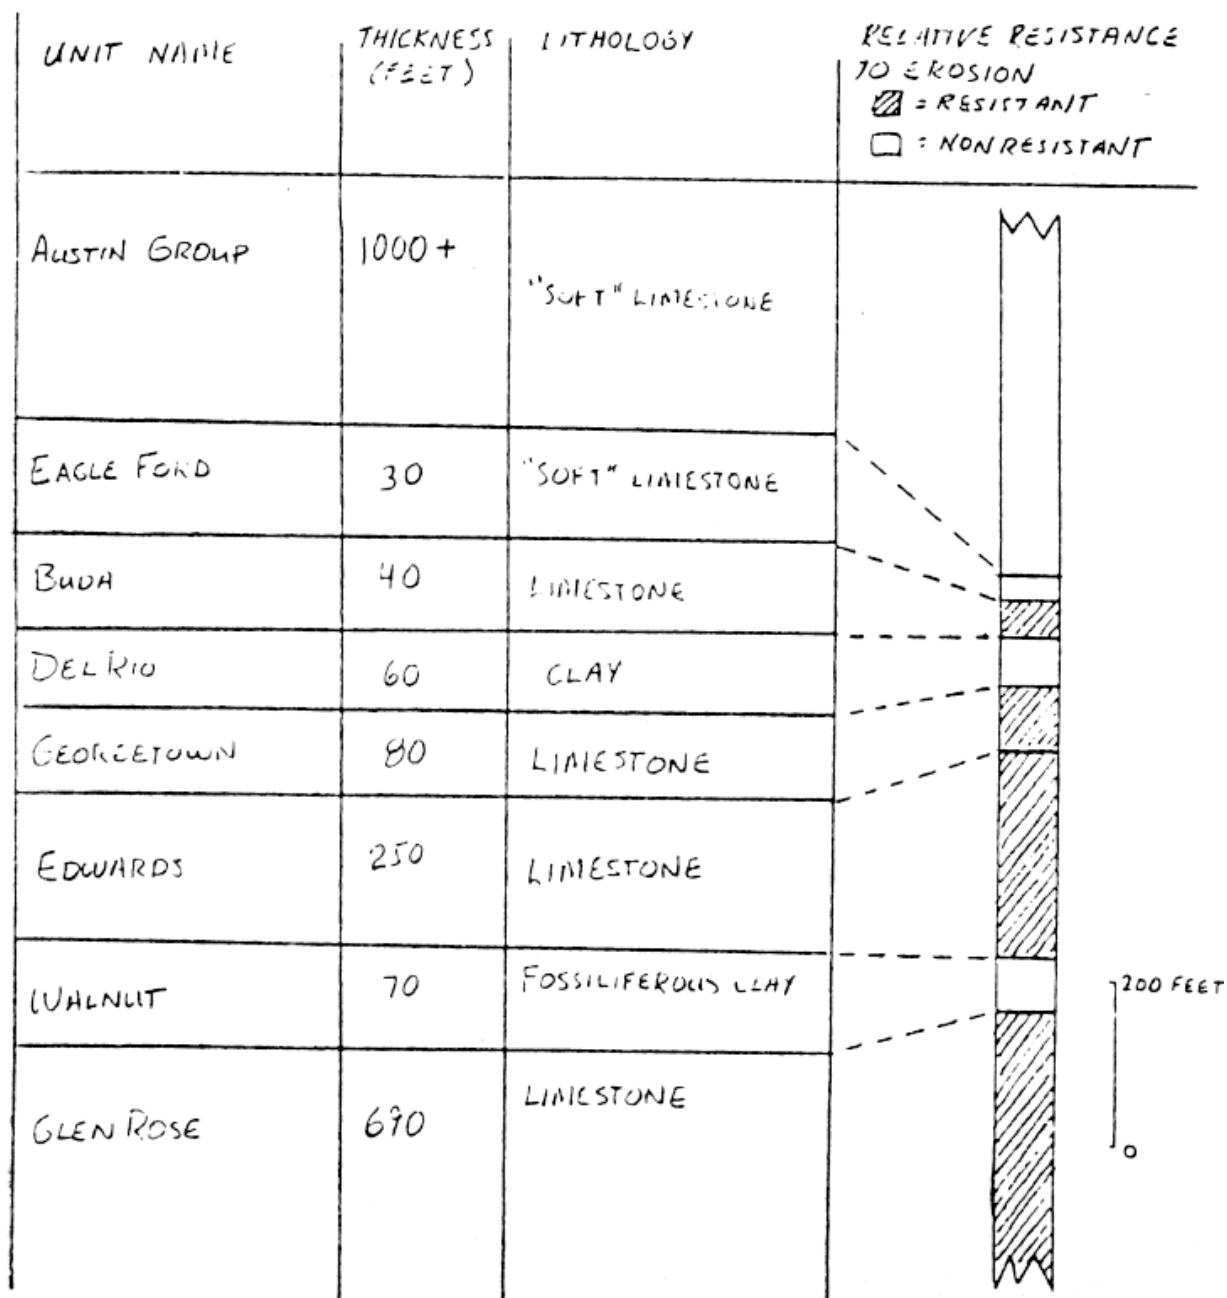 UNIT NAME
THICKNESS
(FEET)
LITHOLOGY
RELATIVE RESISTANCE
TO EROSION
= RESISTANT
= NONRESISTANT
AUSTIN GROUP
1000+
"SOFT" LIMESTONE
EAGLE FORD
30
"SOFT" LIMESTONE
BUDA
40
LIMESTONE
DEL RIO
60
CLAY
GEORGETOWN
80
LIMESTONE
EDWARDS
250
LIMESTONE
WALNUT
70
FOSSILIFEROUS CLAY
GLEN ROSE
690
LIMESTONE
200 FEET
0